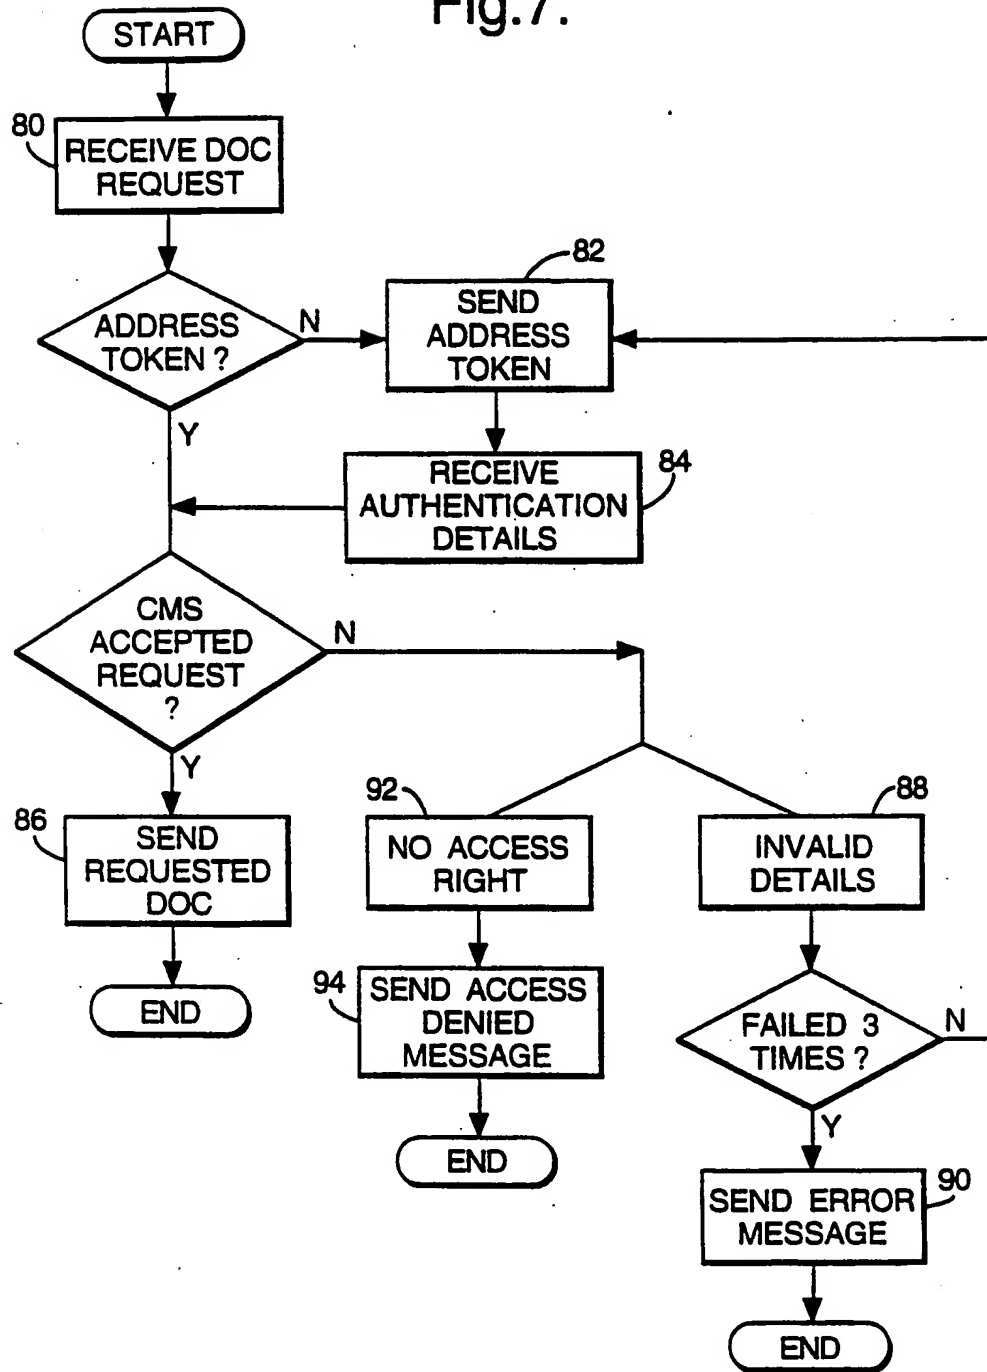 Fig.7.
START
80
RECEIVE DOC
REQUEST
ADDRESS
TOKEN ?
N
Y
82
SEND
ADDRESS
TOKEN
84
RECEIVE
AUTHENTICATION
DETAILS
CMS
ACCEPTED
REQUEST
?
N
Y
86
SEND
REQUESTED
DOC
END
92
NO ACCESS
RIGHT
94
SEND ACCESS
DENIED
MESSAGE
END
88
INVALID
DETAILS
FAILED 3
TIMES ?
N
Y
90
SEND ERROR
MESSAGE
END